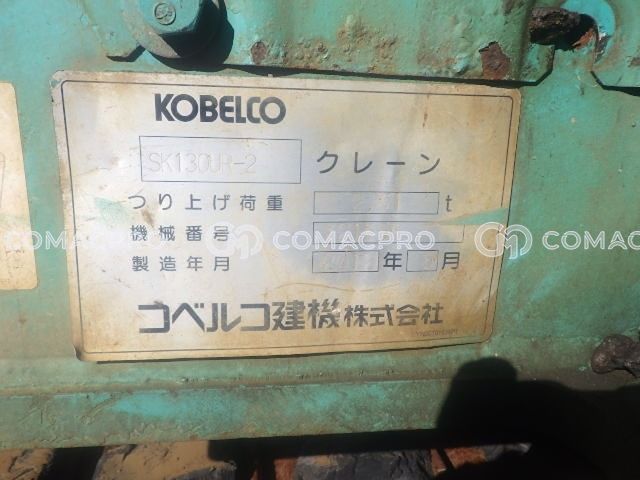 KOBELCO
SK130UR-2 クレーン
つり上げ荷重 t
機械番号
製造年月 年 月
コベルコ建機株式会社
COMACPRO COMACPRO COMACPRO